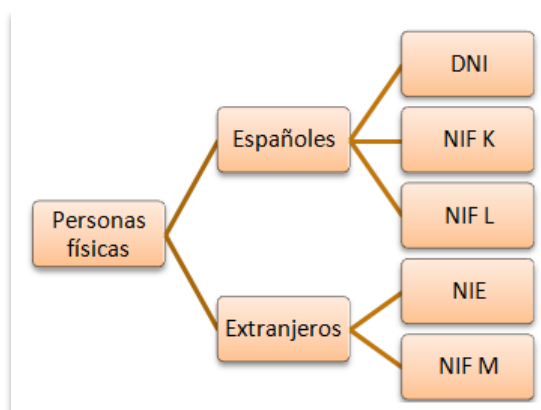 Personas
físicas
Españoles
DNI
NIF K
NIF L
Extranjeros
NIE
NIF M